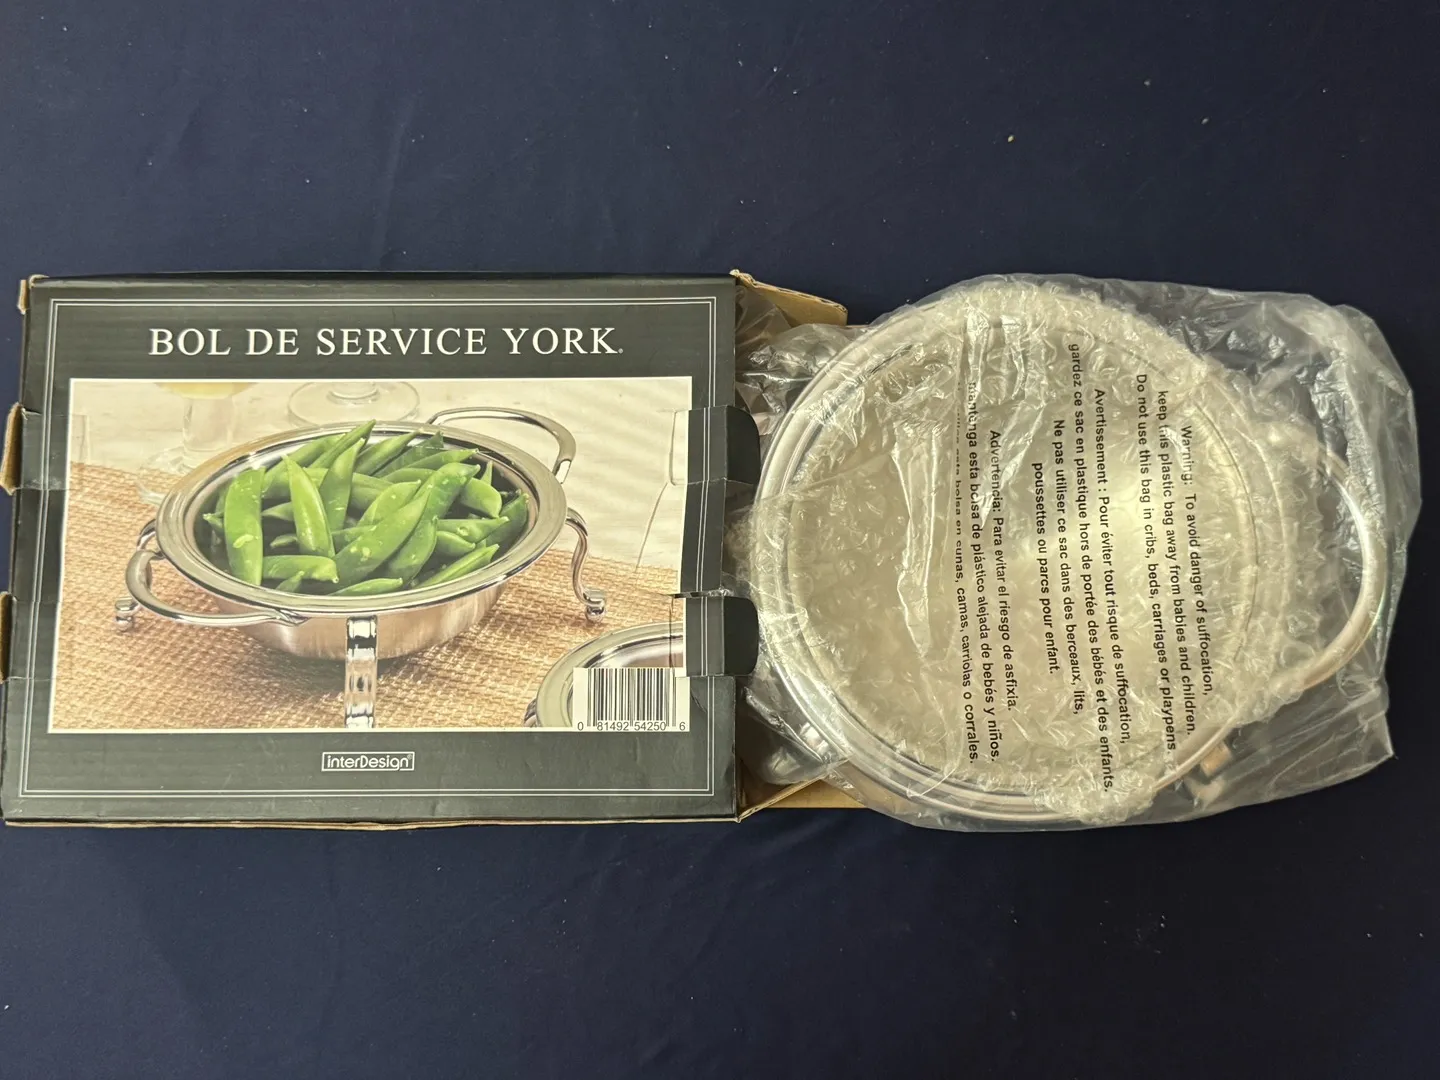 BOL DE SERVICE YORK®
0 81492 54250 6
interDesign®
Warning: To avoid danger of suffocation,
keep this plastic bag away from babies and children.
Do not use this bag in cribs, beds, carriages or playpens.
Avertissement : Pour éviter tout risque de suffocation,
gardez ce sac en plastique hors de portée des bébés et des enfants.
Ne pas utiliser ce sac dans des berceaux, lits,
poussettes ou parcs pour enfant.
Advertencia: Para evitar el riesgo de asfixia.
mantenga esta bolsa de plástico alejada de bebés y niños.
esta bolsa en cunas, camas, carriolas o corrales.